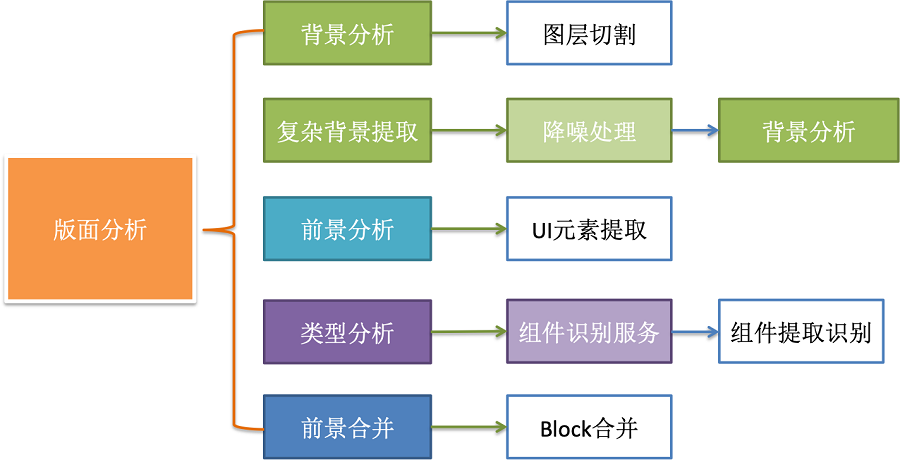 背景分析
图层切割
复杂背景提取
降噪处理
背景分析
版面分析
前景分析
UI元素提取
类型分析
组件识别服务
组件提取识别
前景合并
Block合并